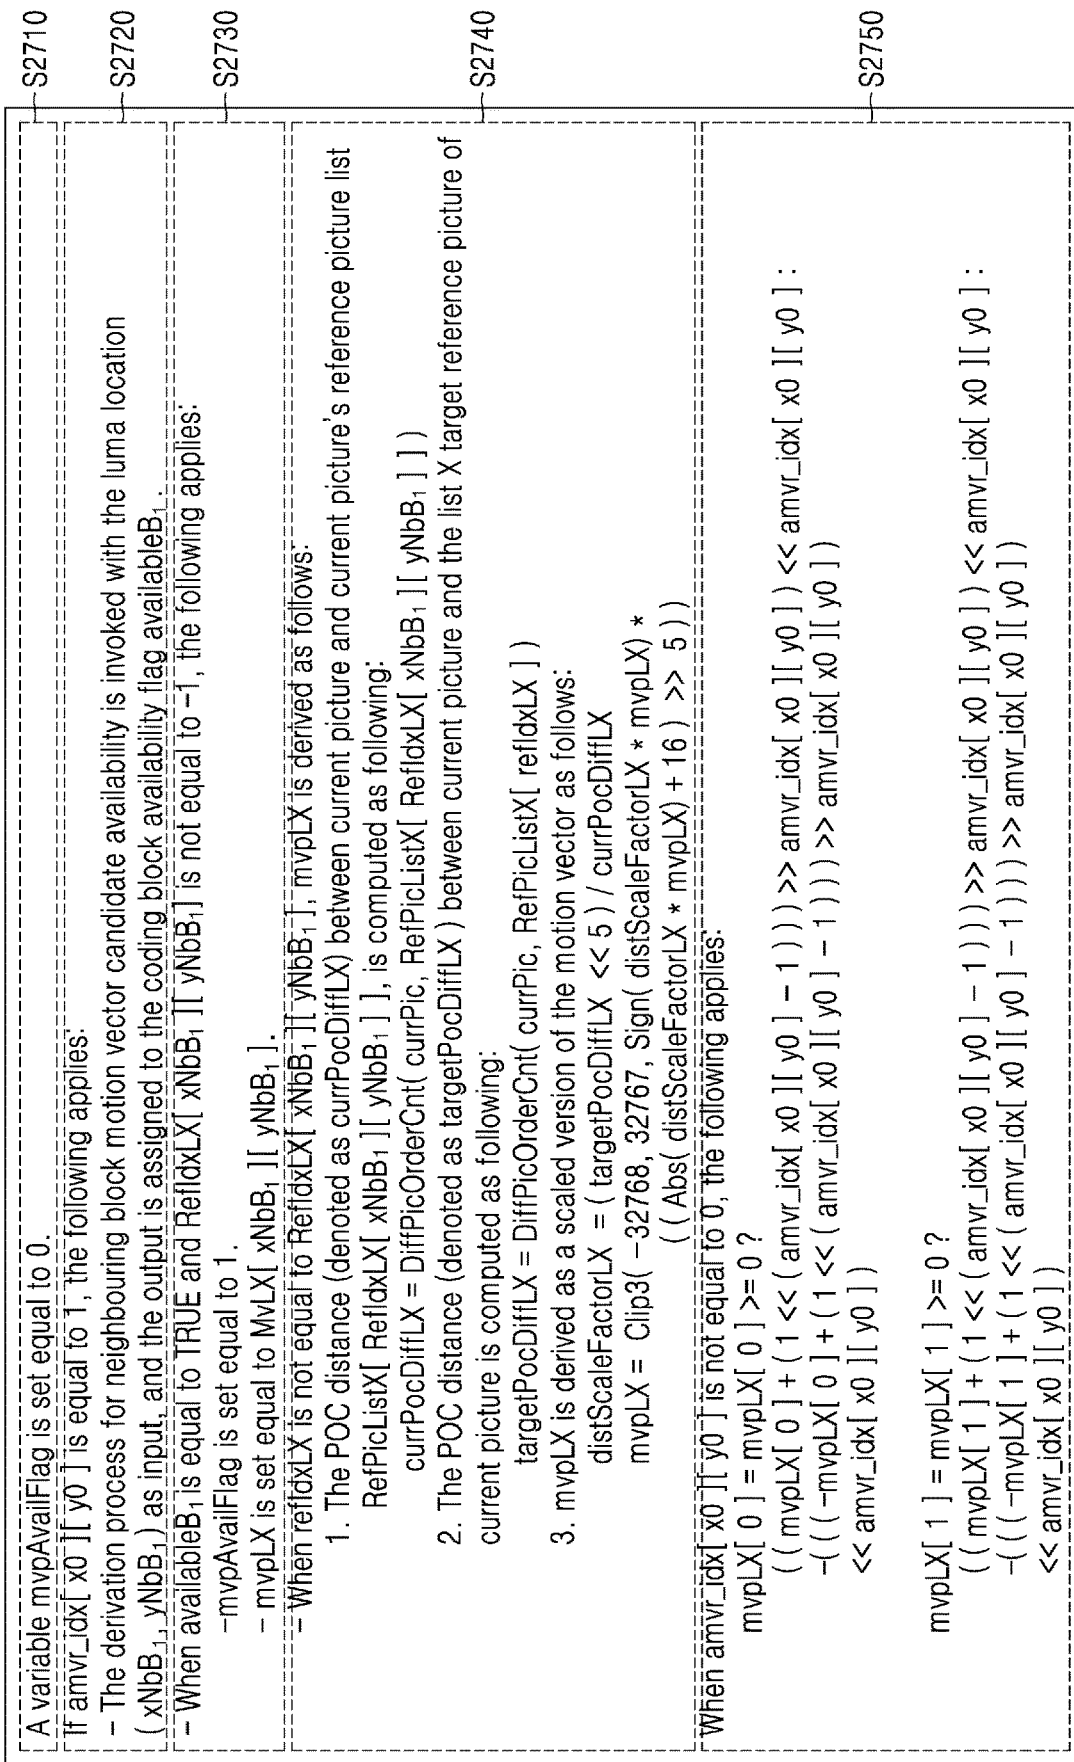 A variable mvpAvailFlag is set equal to 0.
S2710
If amvr_idx[ x0 ][ y0 ] is equal to 1, the following applies:
– The derivation process for neighbouring block motion vector candidate availability is invoked with the luma location
( xNbB₁, yNbB₁) as input, and the output is assigned to the coding block availability flag availableB₁.
S2720
– When availableB₁ is equal to TRUE and RefIdxLX[ xNbB₁ ][ yNbB₁] is not equal to −1, the following applies:
–mvpAvailFlag is set equal to 1.
– mvpLX is set equal to MvLX[ xNbB₁ ][ yNbB₁].
S2730
– When refIdxLX is not equal to RefIdxLX[ xNbB₁ ][ yNbB₁ ], mvpLX is derived as follows:
1. The POC distance (denoted as currPocDiffLX) between current picture and current picture's reference picture list
RefPicListX[ RefIdxLX[ xNbB₁ ][ yNbB₁ ] ], is computed as following:
currPocDiffLX = DiffPicOrderCnt( currPic, RefPicListX[ RefIdxLX[ xNbB₁ ][ yNbB₁ ] ] )
2. The POC distance (denoted as targetPocDiffLX ) between current picture and the list X target reference picture of
current picture is computed as following:
targetPocDiffLX = DiffPicOrderCnt( currPic, RefPicListX[ refIdxLX ] )
3. mvpLX is derived as a scaled version of the motion vector as follows:
distScaleFactorLX = ( targetPocDiffLX << 5 ) / currPocDiffLX
mvpLX = Clip3( −32768, 32767, Sign( distScaleFactorLX * mvpLX) *
( ( Abs( distScaleFactorLX * mvpLX) + 16 ) >> 5 ) )
S2740
When amvr_idx[ x0 ][ y0 ] is not equal to 0, the following applies:
mvpLX[ 0 ] = mvpLX[ 0 ] >= 0 ?
( ( mvpLX[ 0 ] + (1 << ( amvr_idx[ x0 ][ y0 ] − 1 ) ) ) >> amvr_idx[ x0 ][ y0 ] ) << amvr_idx[ x0 ][ y0 ] :
−( ( ( −mvpLX[ 0 ] + (1 << ( amvr_idx[ x0 ][ y0 ] − 1 ) ) ) >> amvr_idx[ x0 ][ y0 ] )
<< amvr_idx[ x0 ][ y0 ] )
mvpLX[ 1 ] = mvpLX[ 1 ] >= 0 ?
( ( mvpLX[ 1 ] + (1 << ( amvr_idx[ x0 ][ y0 ] − 1 ) ) ) >> amvr_idx[ x0 ][ y0 ] ) << amvr_idx[ x0 ][ y0 ] :
−( ( ( −mvpLX[ 1 ] + (1 << ( amvr_idx[ x0 ][ y0 ] − 1 ) ) ) >> amvr_idx[ x0 ][ y0 ] )
<< amvr_idx[ x0 ][ y0 ] )
S2750